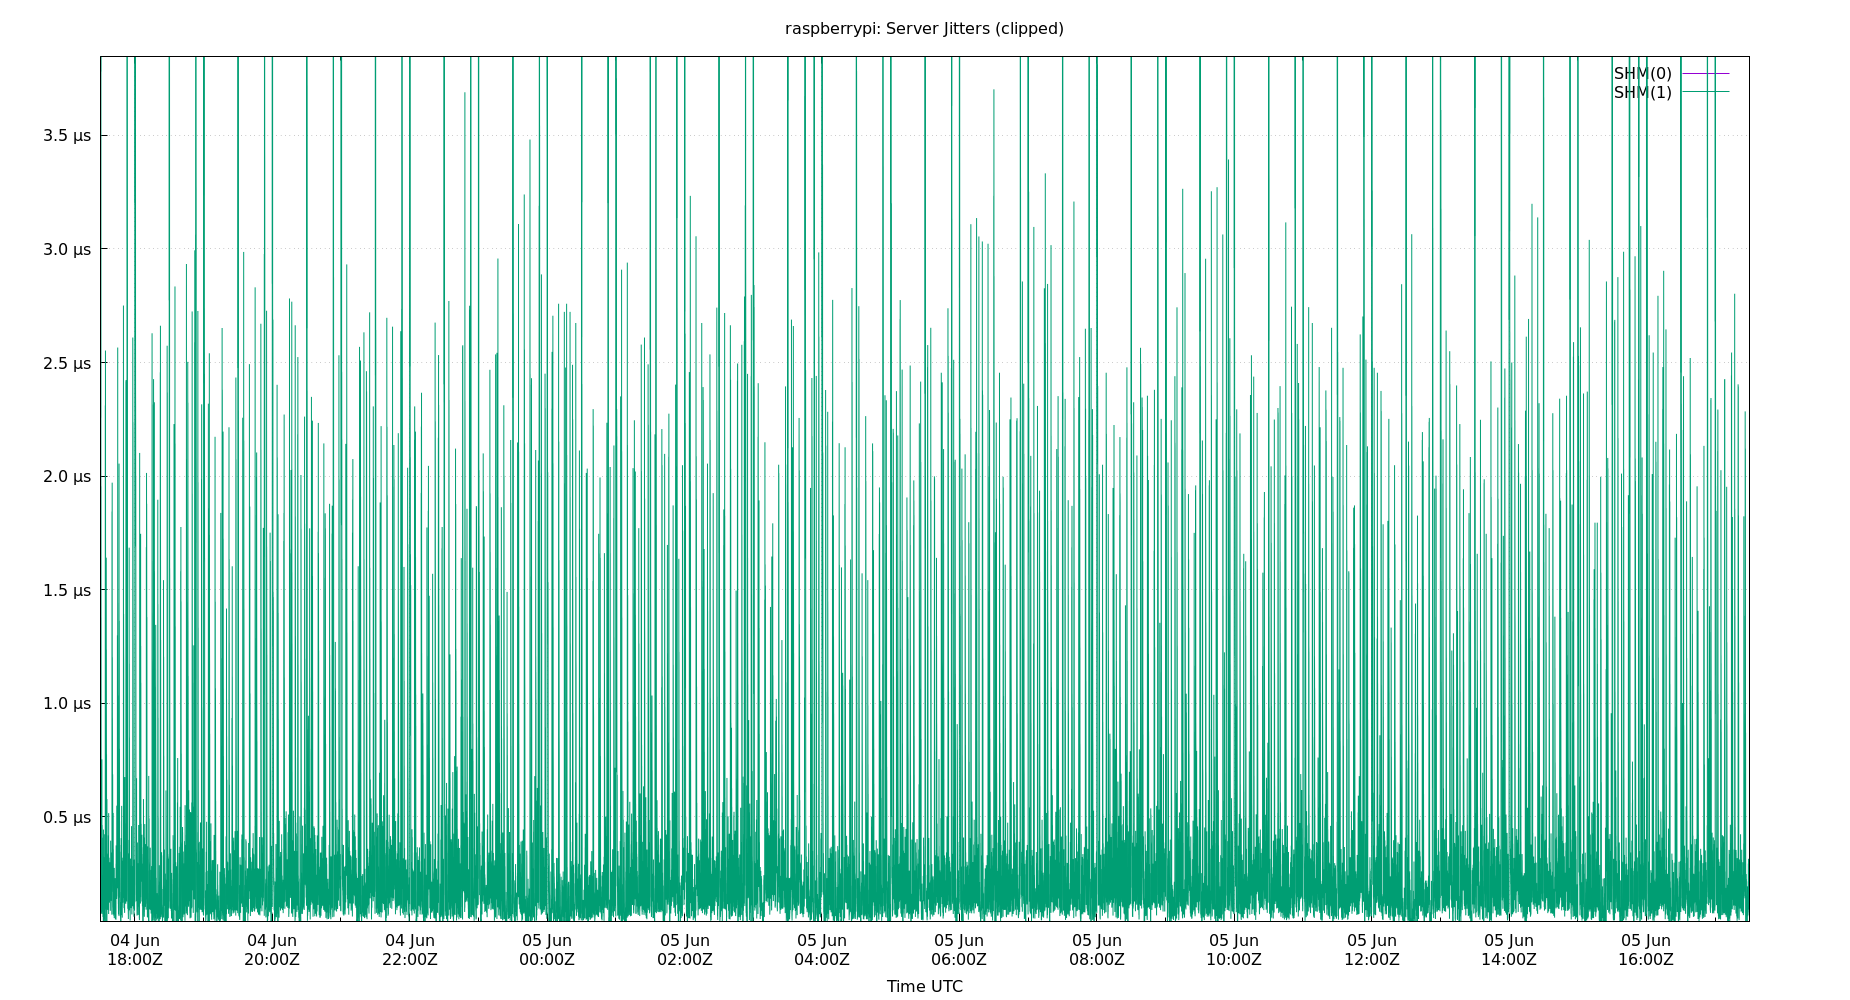 raspberrypi: Server Jitters (clipped)
SHM(0)
SHM(1)
3.5 µs
3.0 µs
2.5 µs
2.0 µs
1.5 µs
1.0 µs
0.5 µs
04 Jun 04 Jun 04 Jun 05 Jun 05 Jun 05 Jun 05 Jun 05 Jun 05 Jun 05 Jun 05 Jun 05 Jun
18:00Z 20:00Z 22:00Z 00:00Z 02:00Z 04:00Z 06:00Z 08:00Z 10:00Z 12:00Z 14:00Z 16:00Z
Time UTC